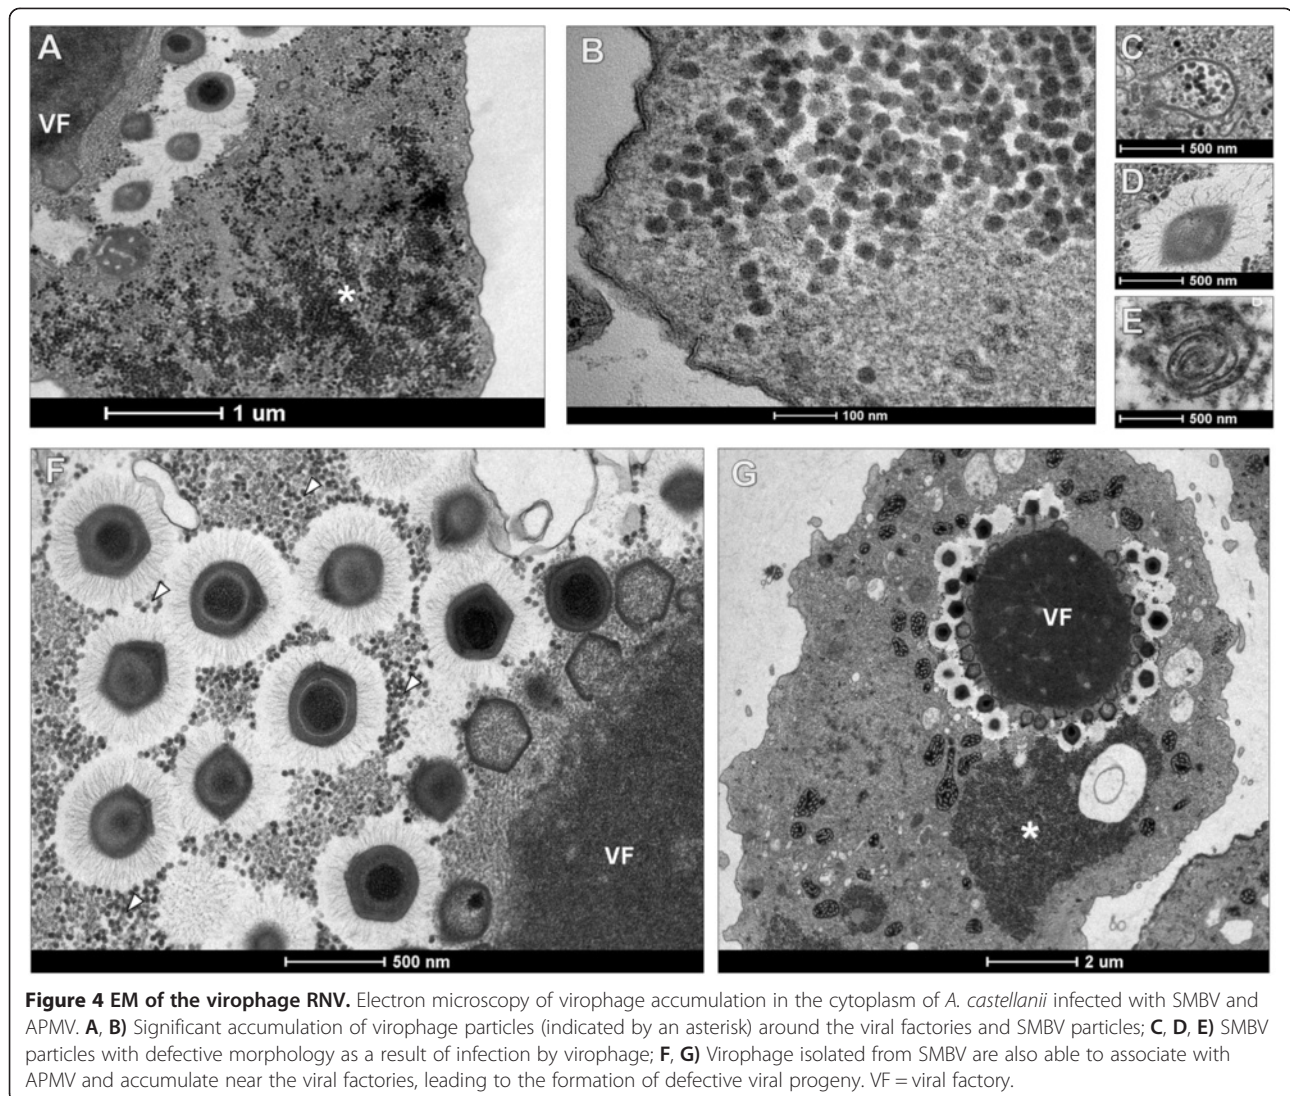 A
VF
*
1 um
B
100 nm
C
500 nm
D
500 nm
E
500 nm
F
VF
500 nm
G
VF
*
2 um
Figure 4 EM of the virophage RNV. Electron microscopy of virophage accumulation in the cytoplasm of A. castellanii infected with SMBV and
APMV. A, B) Significant accumulation of virophage particles (indicated by an asterisk) around the viral factories and SMBV particles; C, D, E) SMBV
particles with defective morphology as a result of infection by virophage; F, G) Virophage isolated from SMBV are also able to associate with
APMV and accumulate near the viral factories, leading to the formation of defective viral progeny. VF = viral factory.